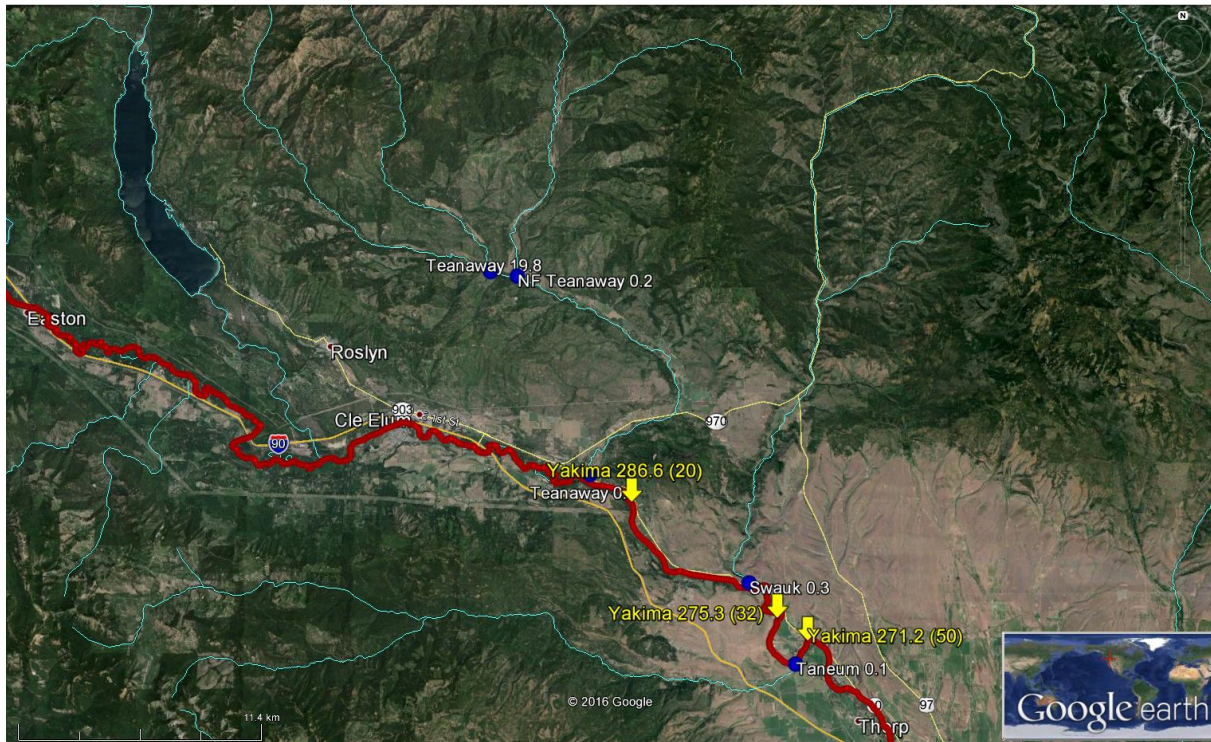 N
Teanaway 19.8
NF Teanaway 0.2
Easton
Roslyn
903
E 1st St
Cle Elum
970
90
Yakima 286.6 (20)
Teanaway 0.
Swauk 0.3
Yakima 275.3 (32)
Yakima 271.2 (50)
Taneum 0.1
© 2016 Google
97
Thorp
11.4 km
Google earth